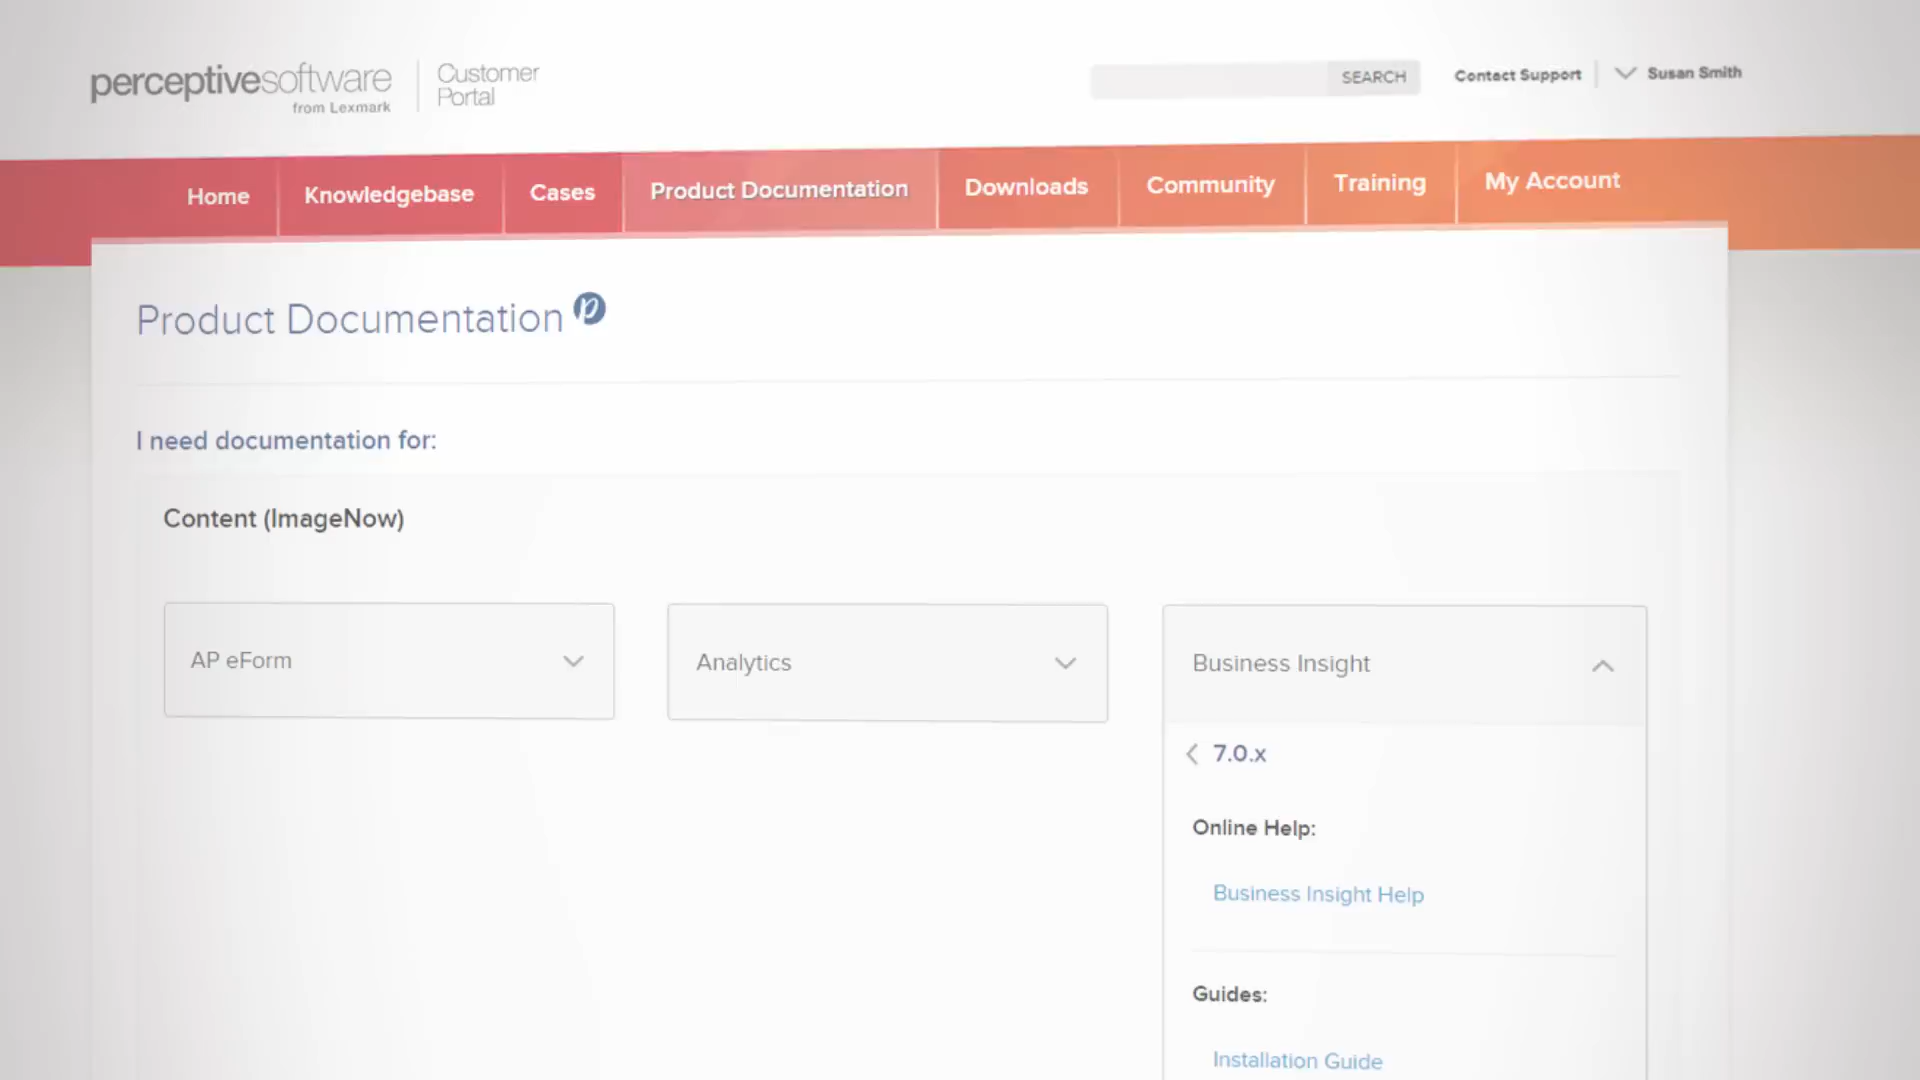 perceptivesoftware
from Lexmark
Customer
Portal
SEARCH
Contact Support
Susan Smith
Home
Knowledgebase
Cases
Product Documentation
Downloads
Community
Training
My Account
Product Documentation
I need documentation for:
Content (ImageNow)
AP eForm
Analytics
Business Insight
7.0.x
Online Help:
Business Insight Help
Guides:
Installation Guide